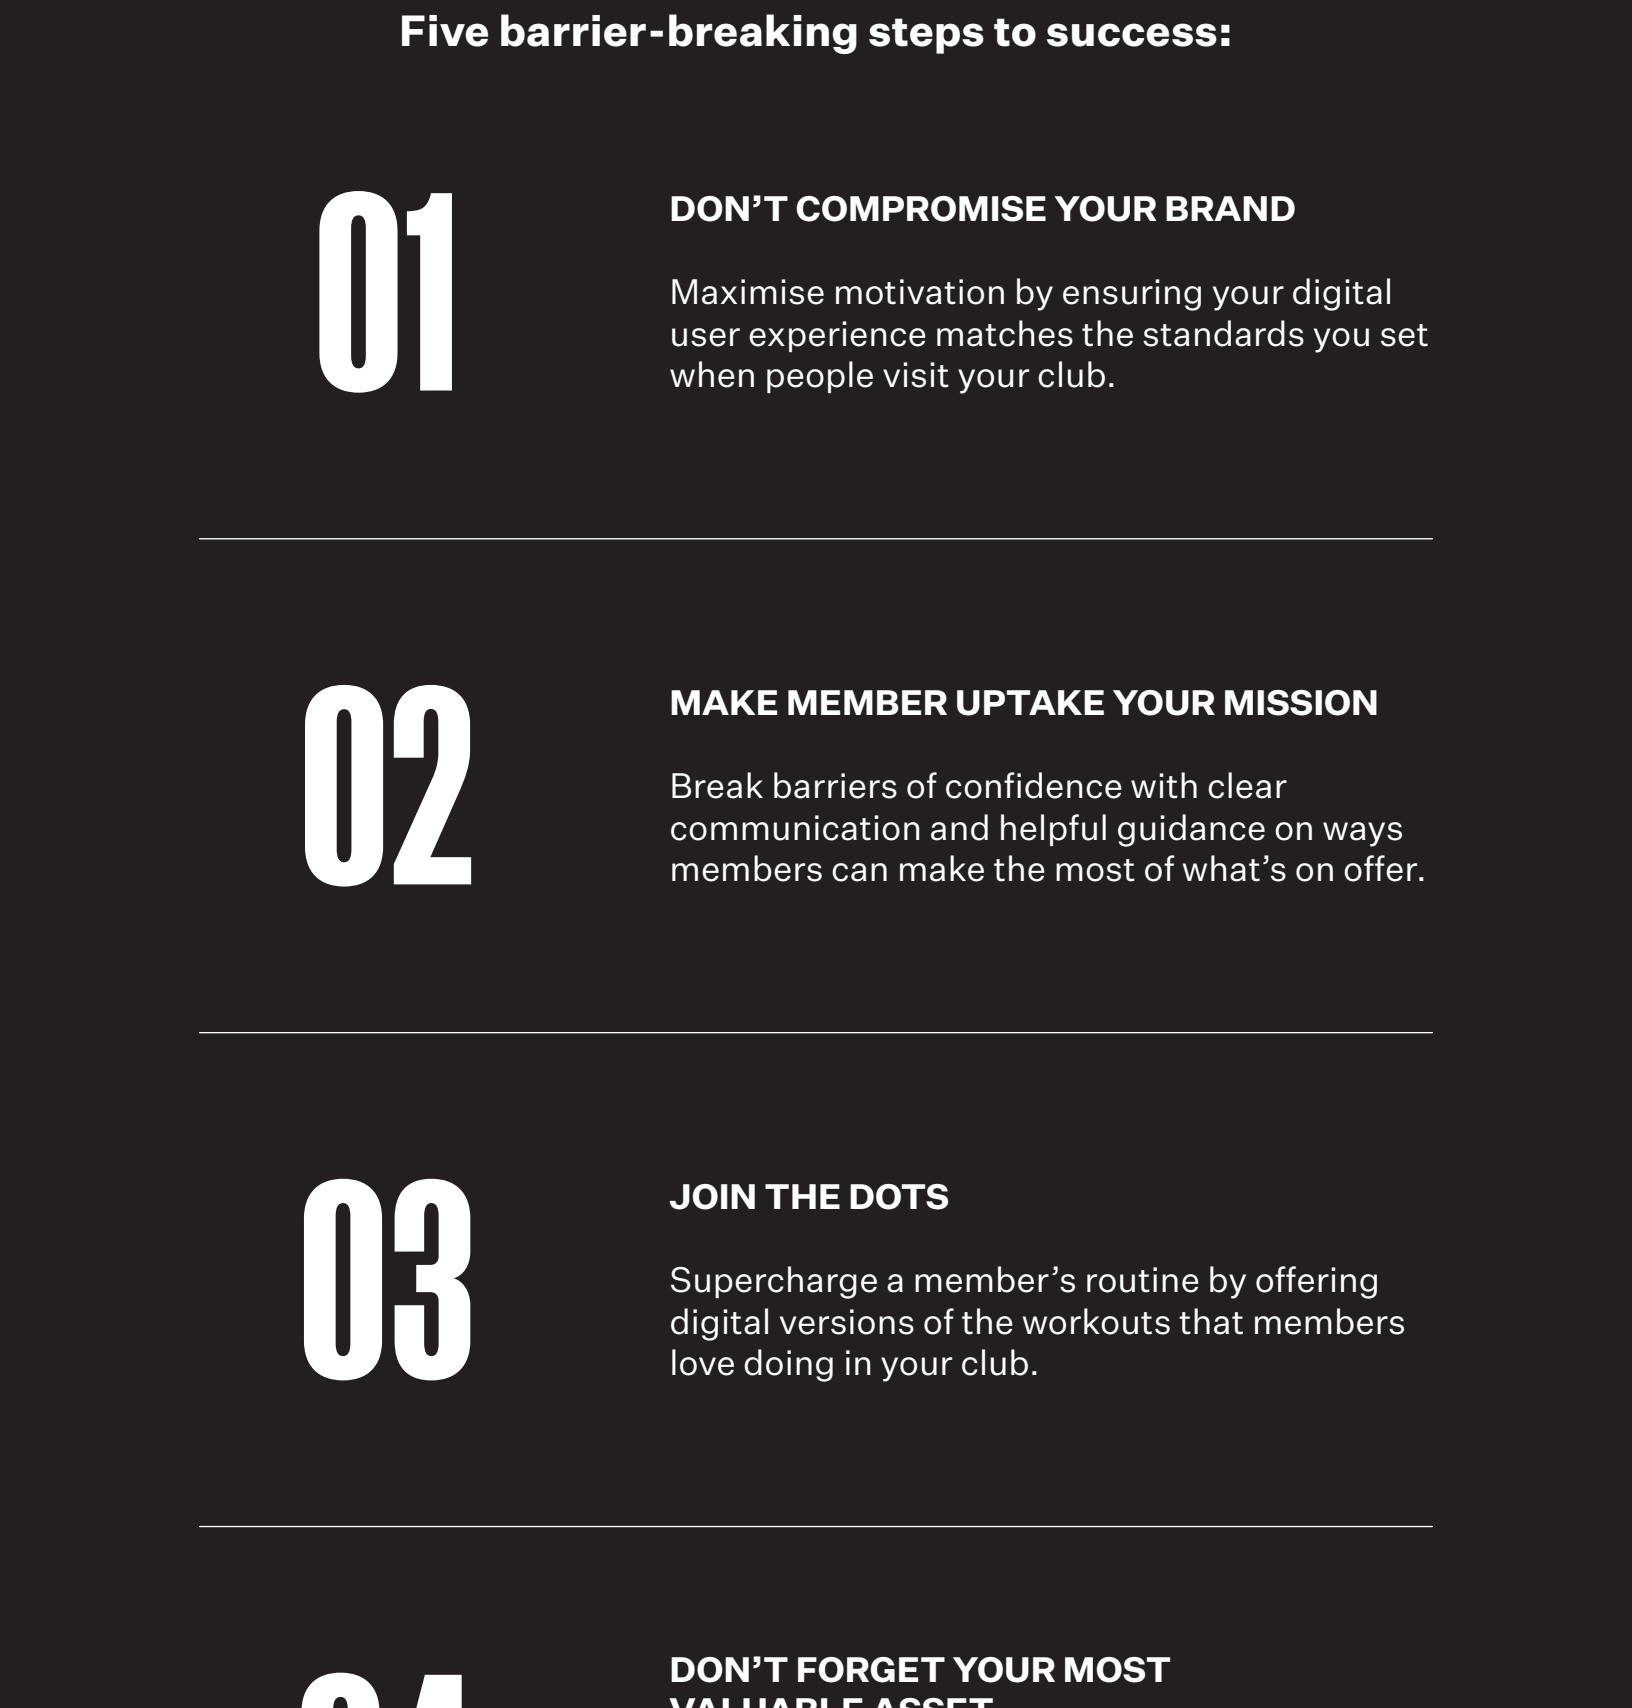 Five barrier-breaking steps to success:
01
DON’T COMPROMISE YOUR BRAND
Maximise motivation by ensuring your digital
user experience matches the standards you set
when people visit your club.
02
MAKE MEMBER UPTAKE YOUR MISSION
Break barriers of confidence with clear
communication and helpful guidance on ways
members can make the most of what’s on offer.
03
JOIN THE DOTS
Supercharge a member’s routine by offering
digital versions of the workouts that members
love doing in your club.
04
DON’T FORGET YOUR MOST
VALUABLE ASSET